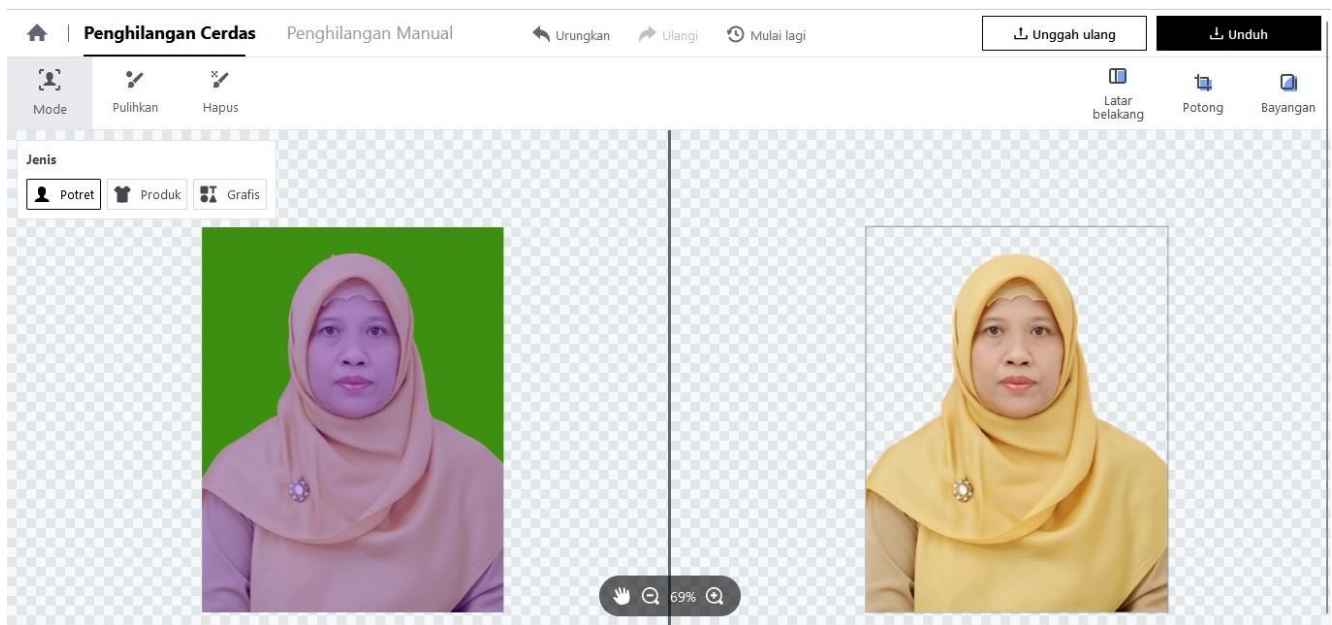 Penghilangan Cerdas
Penghilangan Manual
Urungkan
Ulangi
Mulai lagi
Unggah ulang
Unduh
Mode
Pulihkan
Hapus
Latar
belakang
Potong
Bayangan
Jenis
Potret
Produk
Grafis
69%